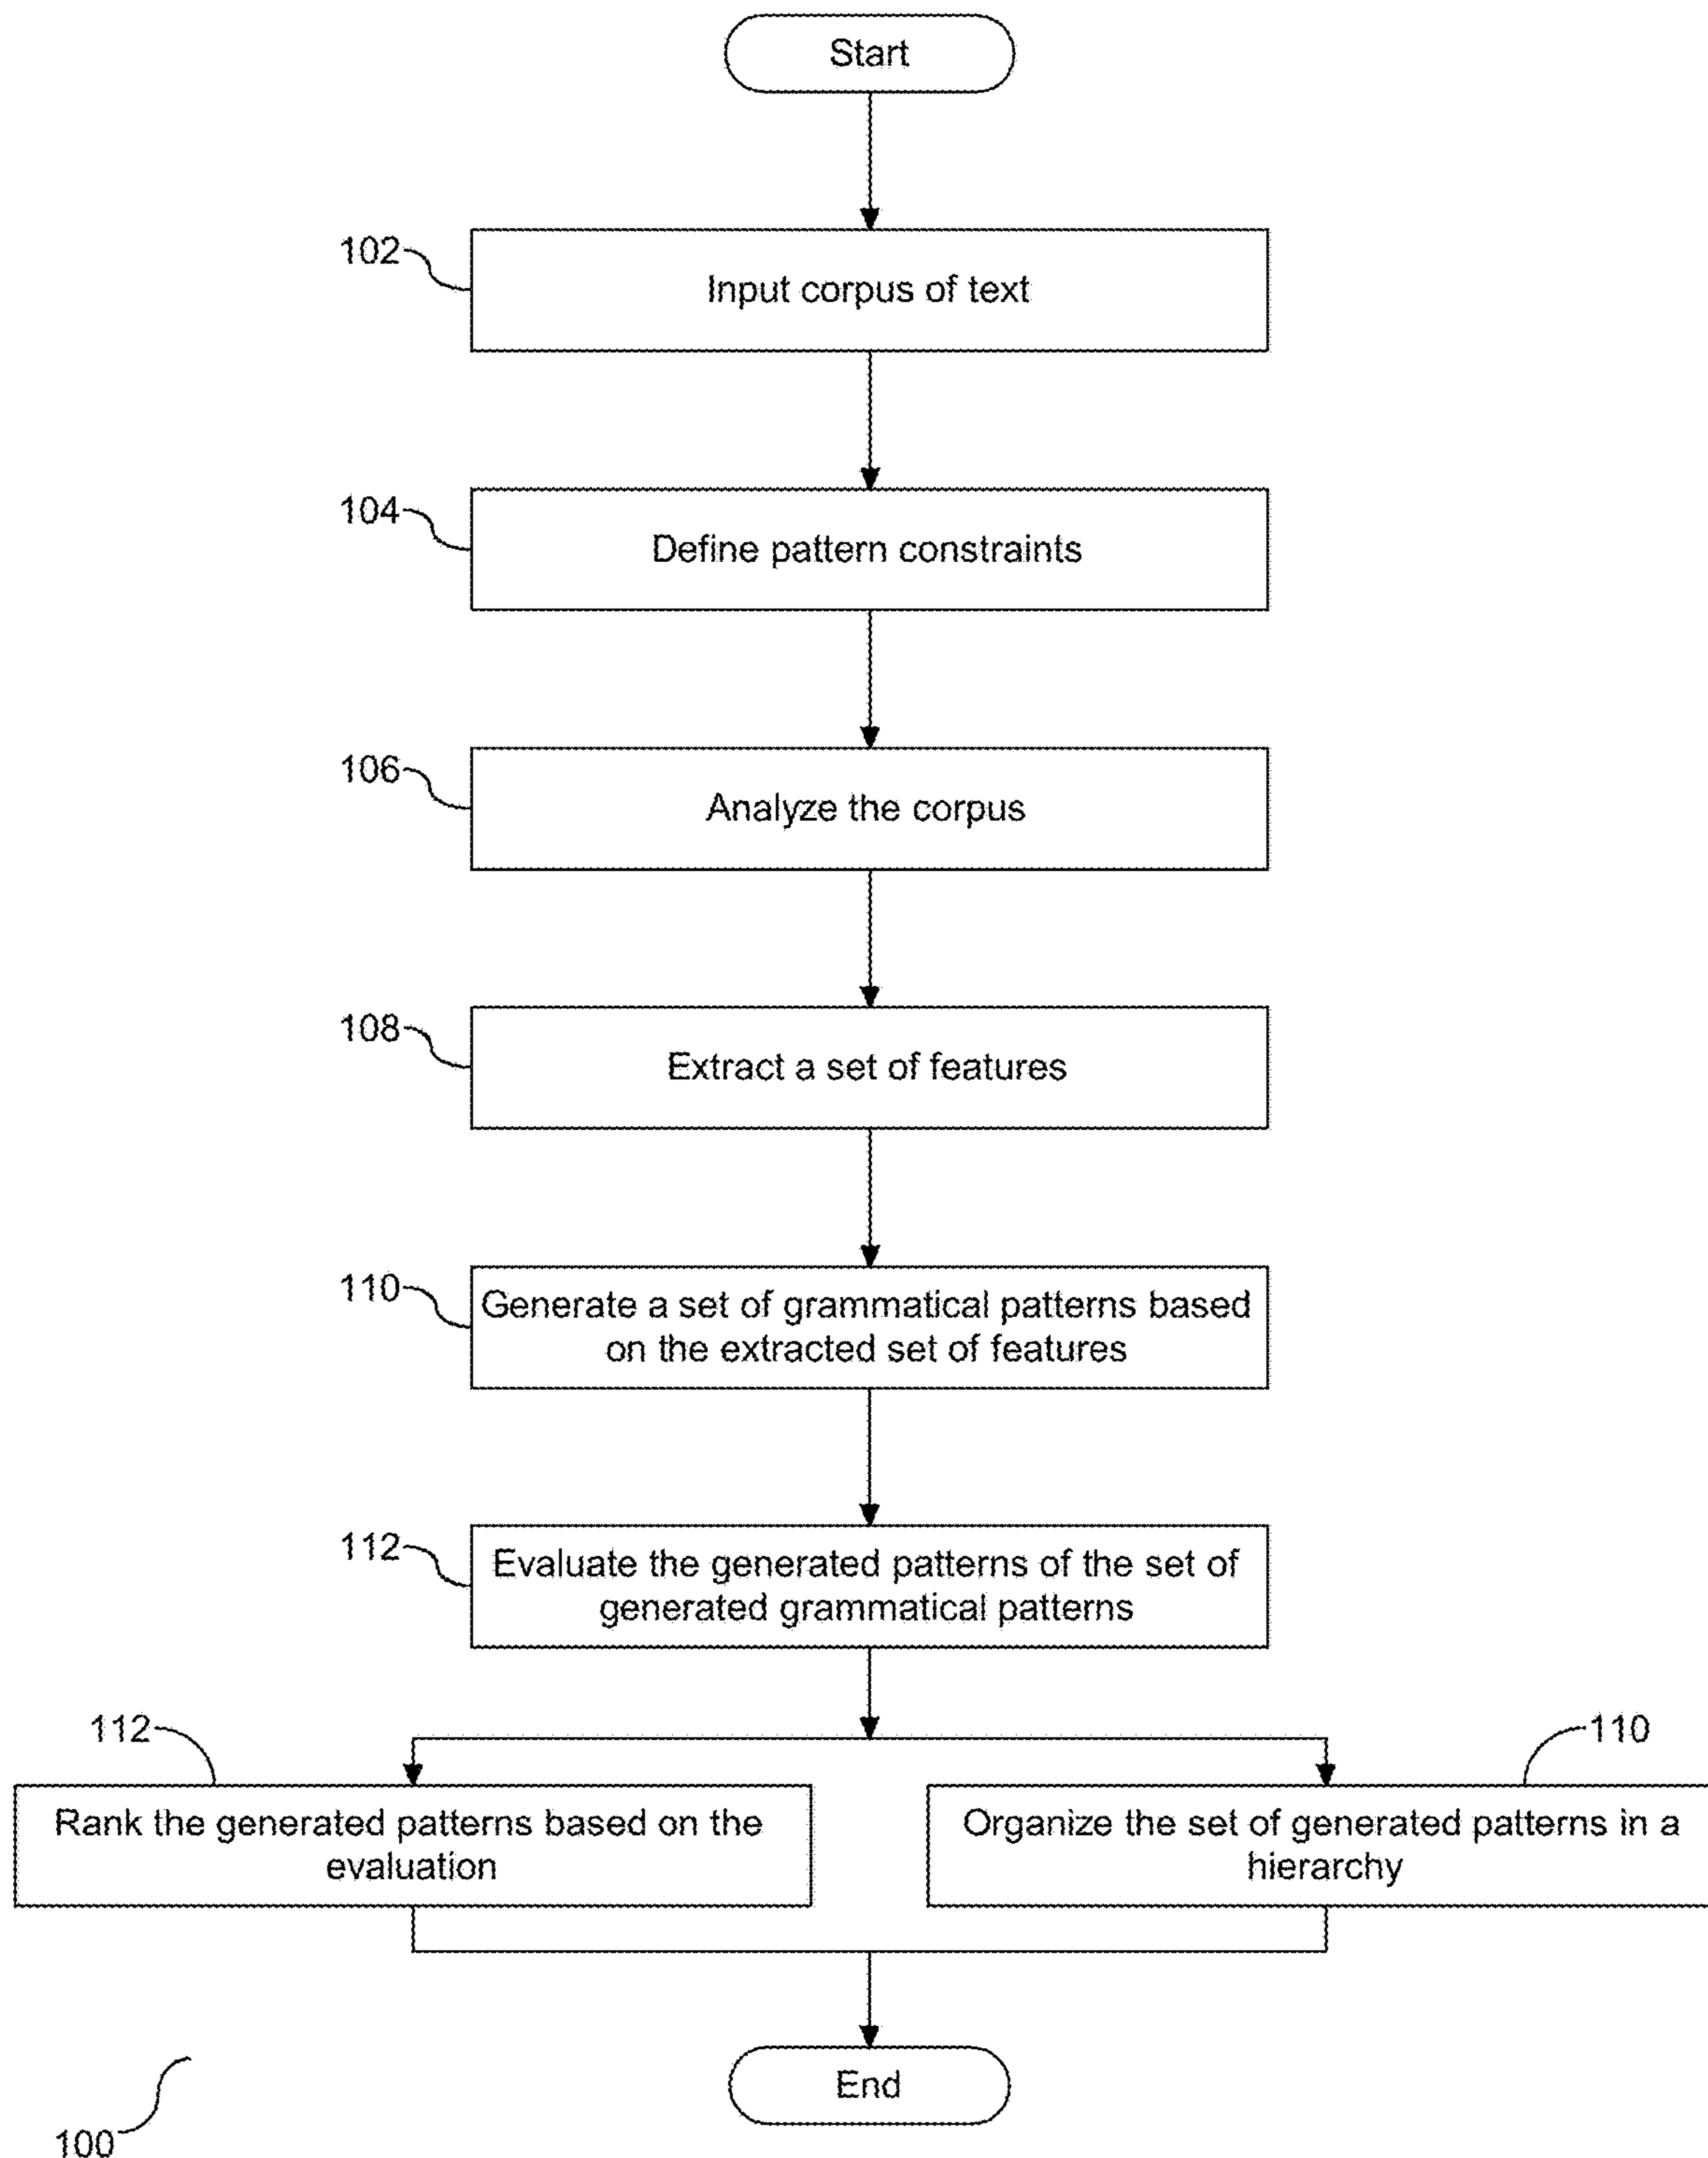 Start
102
Input corpus of text
104
Define pattern constraints
106
Analyze the corpus
108
Extract a set of features
110
Generate a set of grammatical patterns based
on the extracted set of features
112
Evaluate the generated patterns of the set of
generated grammatical patterns
112
Rank the generated patterns based on the
evaluation
110
Organize the set of generated patterns in a
hierarchy
End
100